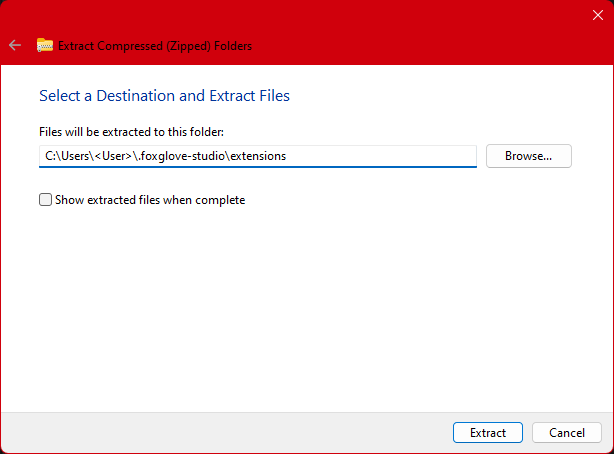 Extract Compressed (Zipped) Folders
Select a Destination and Extract Files
Files will be extracted to this folder:
C:\Users\<User>\.foxglove-studio\extensions
Browse...
Show extracted files when complete
Extract
Cancel